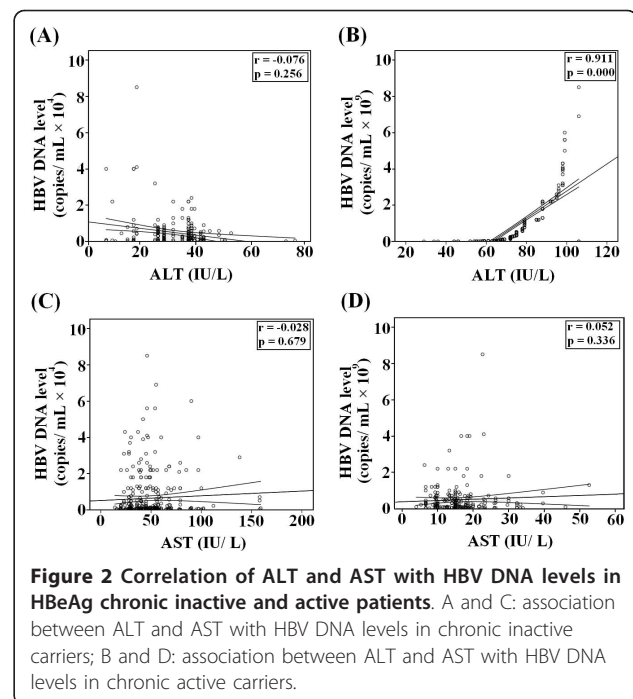 (A)
r = -0.076
p = 0.256
HBV DNA level
(copies/ mL × 10⁴)
10
8
6
4
2
0
0 20 40 60 80
ALT (IU/L)
(B)
r = 0.911
p = 0.000
HBV DNA level
(copies/ mL × 10⁹)
10
8
6
4
2
0
20 40 60 80 100 120
ALT (IU/L)
(C)
r = -0.028
p = 0.679
HBV DNA level
(copies/ mL × 10⁴)
10
8
6
4
2
0
0 50 100 150 200
AST (IU/ L)
(D)
r = 0.052
p = 0.336
HBV DNA level
(copies/ mL × 10⁹)
10
8
6
4
2
0
0 10 20 30 40 50 60
AST (IU/ L)
Figure 2 Correlation of ALT and AST with HBV DNA levels in
HBeAg chronic inactive and active patients. A and C: association
between ALT and AST with HBV DNA levels in chronic inactive
carriers; B and D: association between ALT and AST with HBV DNA
levels in chronic active carriers.